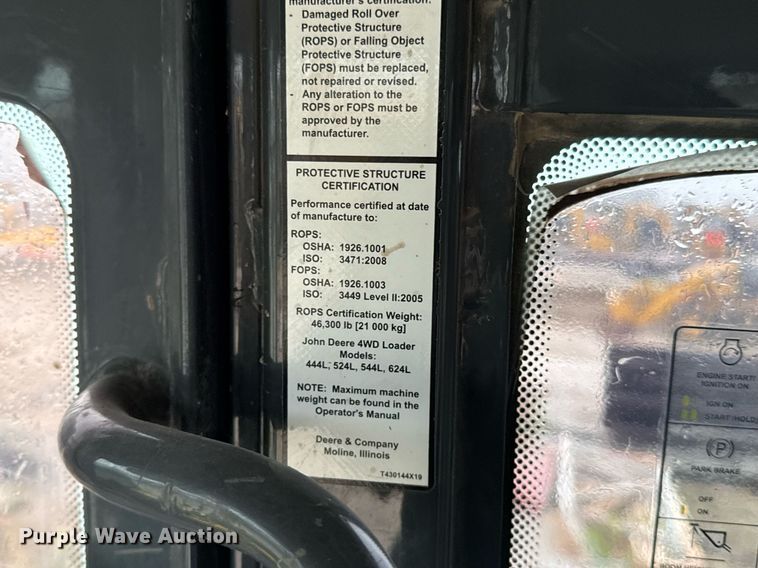 manufacturer's certification.
- Damaged Roll Over
Protective Structure
(ROPS) or Falling Object
Protective Structure
(FOPS) must be replaced,
not repaired or revised.
- Any alteration to the
ROPS or FOPS must be
approved by the
manufacturer.
PROTECTIVE STRUCTURE
CERTIFICATION
Performance certified at date
of manufacture to:
ROPS:
OSHA: 1926.1001
ISO: 3471:2008
FOPS:
OSHA: 1926.1003
ISO: 3449 Level II:2005
ROPS Certification Weight:
46,300 lb [21 000 kg]
John Deere 4WD Loader
Models:
444L, 524L, 544L, 624L
NOTE: Maximum machine
weight can be found in the
Operator's Manual
Deere & Company
Moline, Illinois
T430144X19
ENGINE START/
IGNITION ON
IGN ON
START/HOLD
P
PARK BRAKE
OFF
ON
Purple Wave Auction